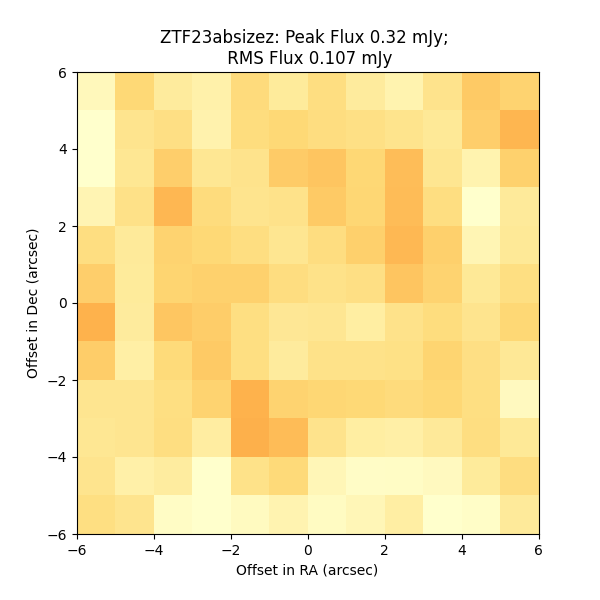 ZTF23absizez: Peak Flux 0.32 mJy;
RMS Flux 0.107 mJy
6
4
2
0
−2
−4
−6
Offset in Dec (arcsec)
−6 −4 −2 0 2 4 6
Offset in RA (arcsec)